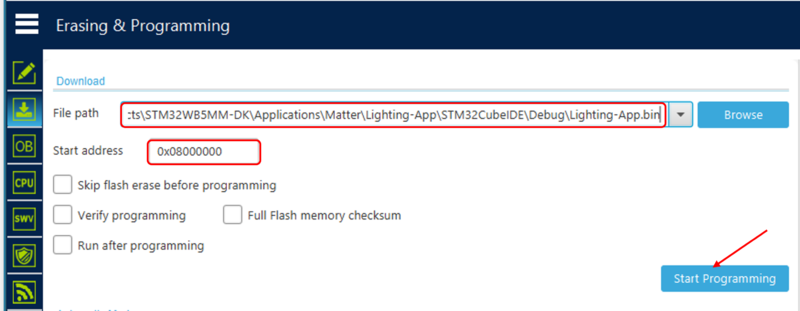 Erasing & Programming
Download
File path
:ts\STM32WB5MM-DK\Applications\Matter\Lighting-App\STM32CubeIDE\Debug\Lighting-App.bin
Browse
OB
Start address
0x08000000
CPU
Skip flash erase before programming
SWV
Verify programming
Full Flash memory checksum
Run after programming
Start Programming